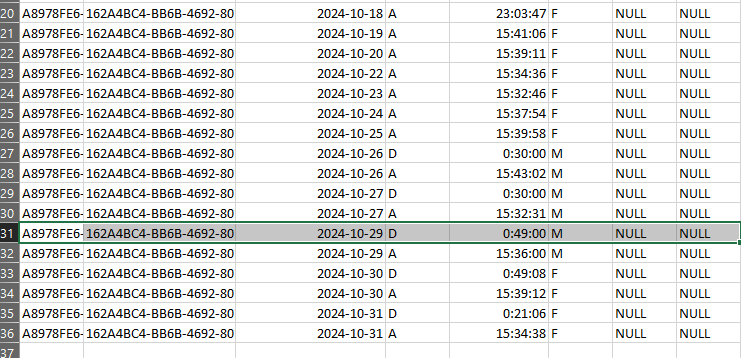 20 A8978FE6- 162A4BC4-BB6B-4692-80 2024-10-18 A 23:03:47 F NULL NULL
21 A8978FE6- 162A4BC4-BB6B-4692-80 2024-10-19 A 15:41:06 F NULL NULL
22 A8978FE6- 162A4BC4-BB6B-4692-80 2024-10-20 A 15:39:11 F NULL NULL
23 A8978FE6- 162A4BC4-BB6B-4692-80 2024-10-22 A 15:34:36 F NULL NULL
24 A8978FE6- 162A4BC4-BB6B-4692-80 2024-10-23 A 15:32:46 F NULL NULL
25 A8978FE6- 162A4BC4-BB6B-4692-80 2024-10-24 A 15:37:54 F NULL NULL
26 A8978FE6- 162A4BC4-BB6B-4692-80 2024-10-25 A 15:39:58 F NULL NULL
27 A8978FE6- 162A4BC4-BB6B-4692-80 2024-10-26 D 0:30:00 M NULL NULL
28 A8978FE6- 162A4BC4-BB6B-4692-80 2024-10-26 A 15:43:02 M NULL NULL
29 A8978FE6- 162A4BC4-BB6B-4692-80 2024-10-27 D 0:30:00 M NULL NULL
30 A8978FE6- 162A4BC4-BB6B-4692-80 2024-10-27 A 15:32:31 M NULL NULL
31 A8978FE6- 162A4BC4-BB6B-4692-80 2024-10-29 D 0:49:00 M NULL NULL
32 A8978FE6- 162A4BC4-BB6B-4692-80 2024-10-29 A 15:36:00 M NULL NULL
33 A8978FE6- 162A4BC4-BB6B-4692-80 2024-10-30 D 0:49:08 F NULL NULL
34 A8978FE6- 162A4BC4-BB6B-4692-80 2024-10-30 A 15:39:12 F NULL NULL
35 A8978FE6- 162A4BC4-BB6B-4692-80 2024-10-31 D 0:21:06 F NULL NULL
36 A8978FE6- 162A4BC4-BB6B-4692-80 2024-10-31 A 15:34:38 F NULL NULL
37